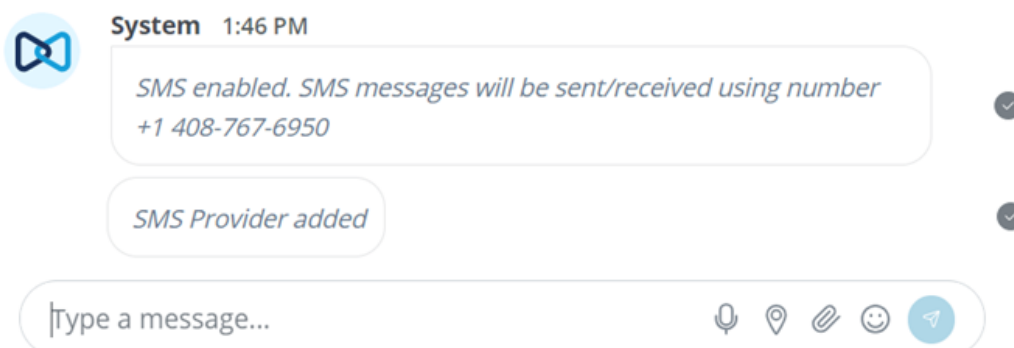 System 1:46 PM
SMS enabled. SMS messages will be sent/received using number
+1 408-767-6950
SMS Provider added
Type a message...